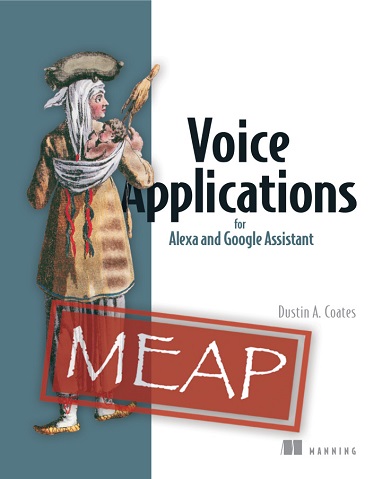 Voice
Applications
for
Alexa and Google Assistant
Dustin A. Coates
MEAP
MANNING